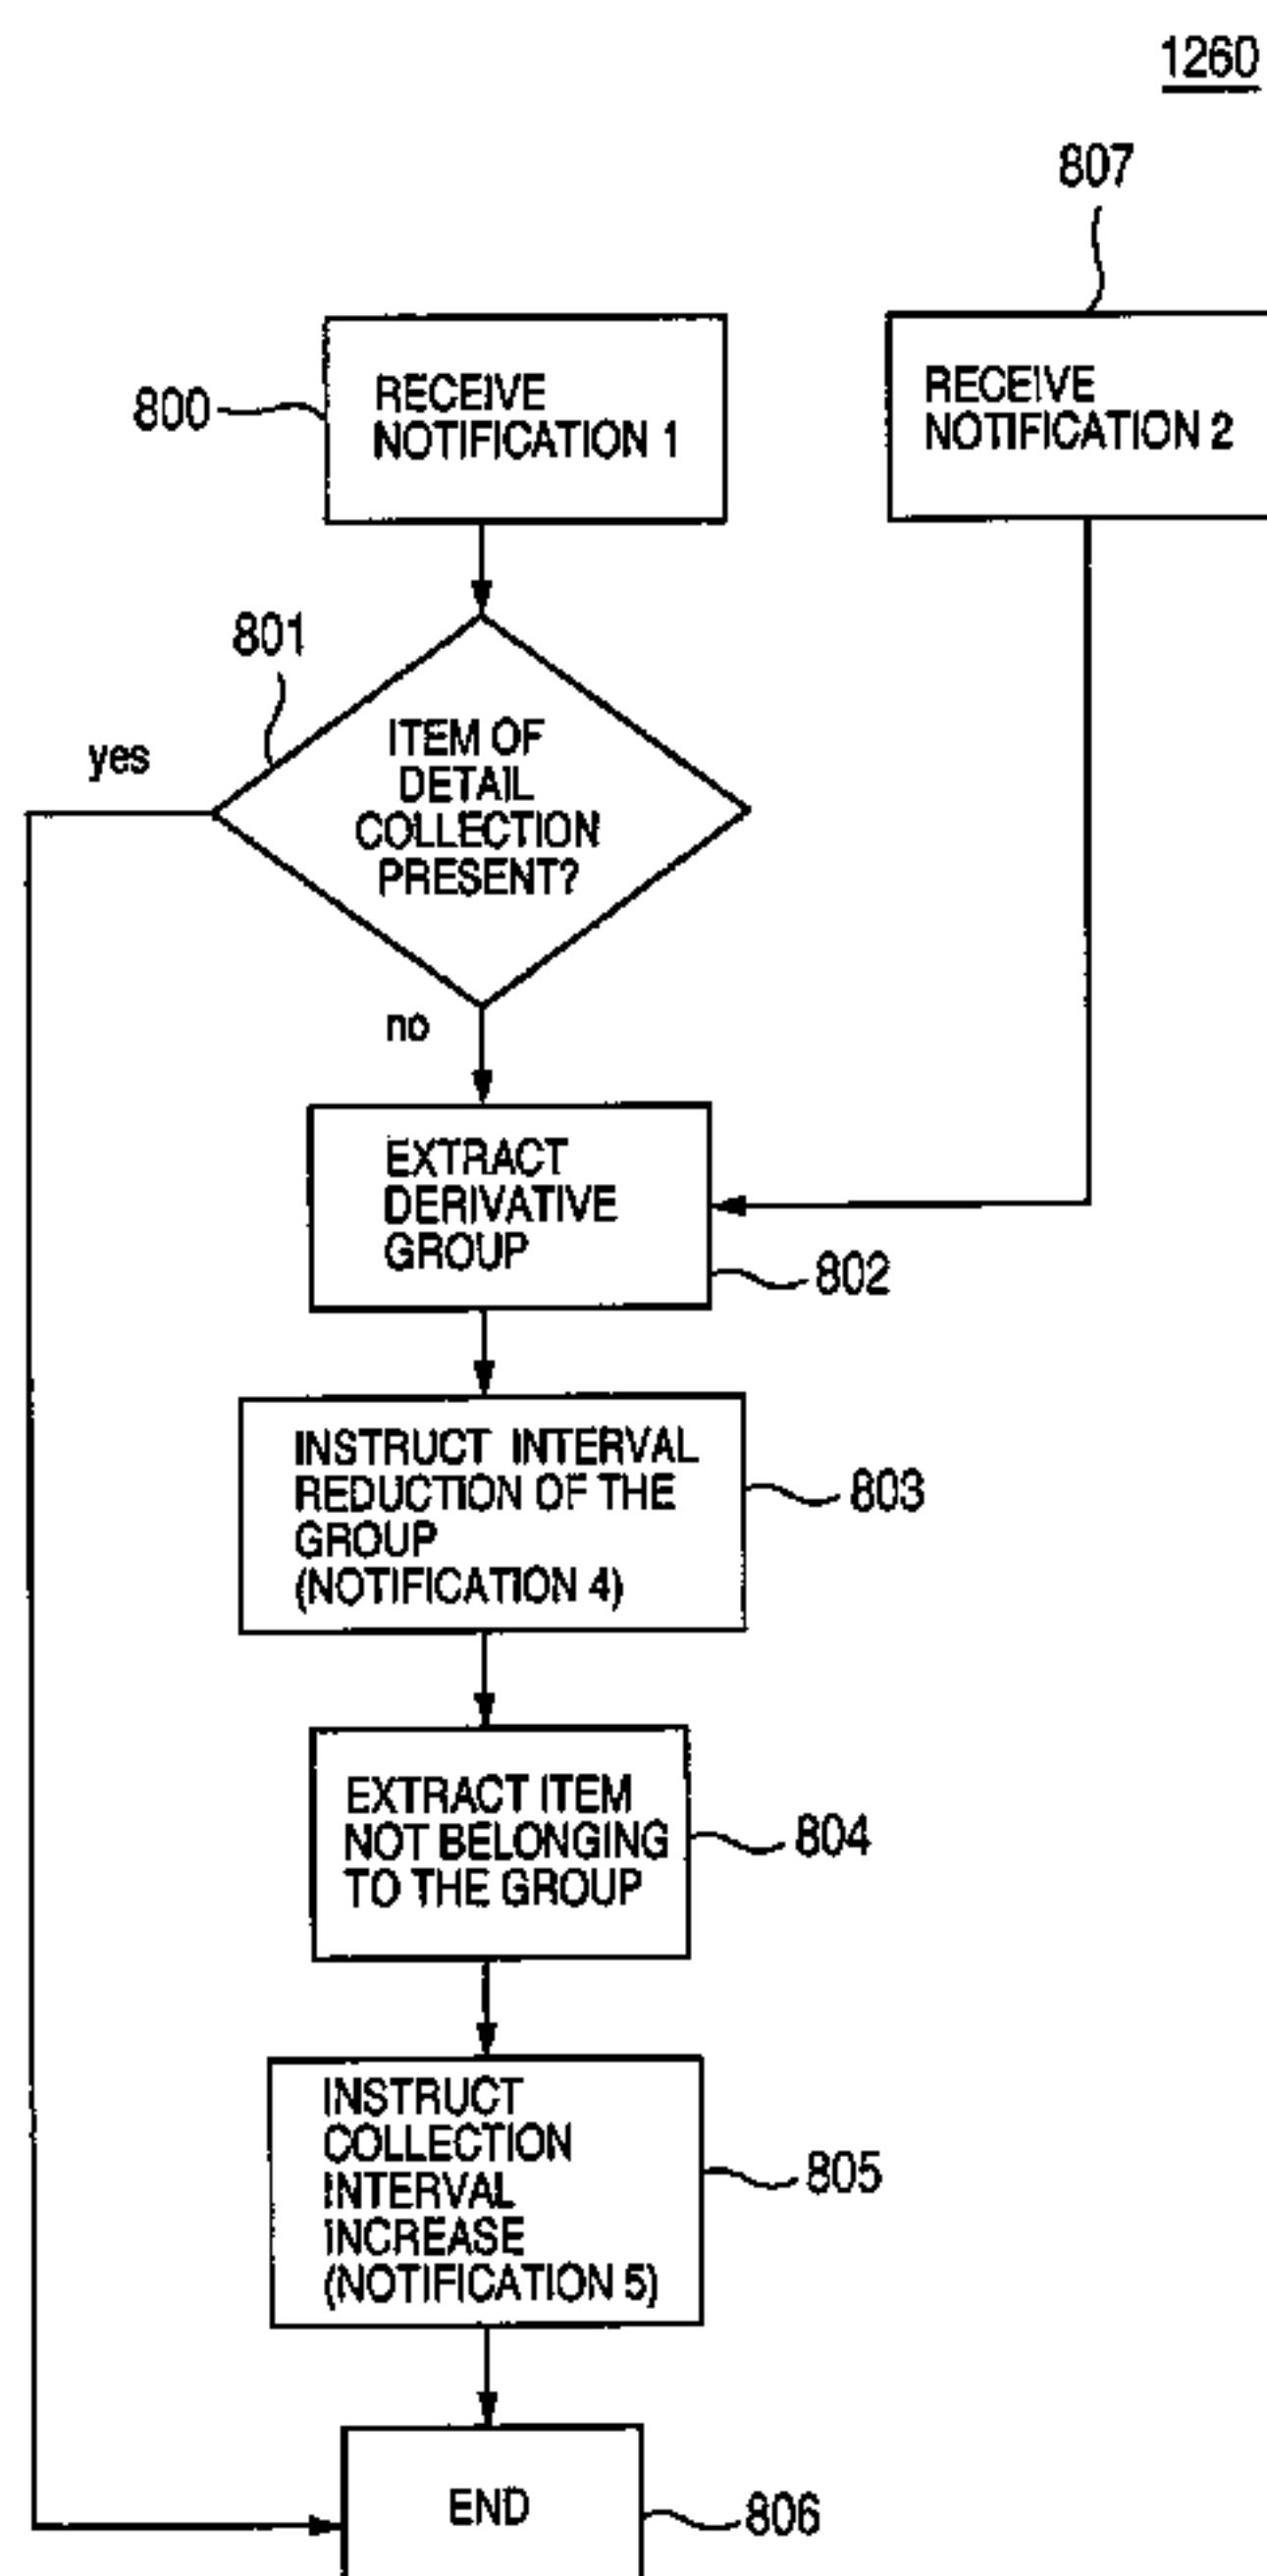 1260
807
800
RECEIVE
NOTIFICATION 1
RECEIVE
NOTIFICATION 2
801
yes
ITEM OF
DETAIL
COLLECTION
PRESENT?
no
EXTRACT
DERIVATIVE
GROUP
802
INSTRUCT INTERVAL
REDUCTION OF THE
GROUP
(NOTIFICATION 4)
803
EXTRACT ITEM
NOT BELONGING
TO THE GROUP
804
INSTRUCT
COLLECTION
INTERVAL
INCREASE
(NOTIFICATION 5)
805
END
806